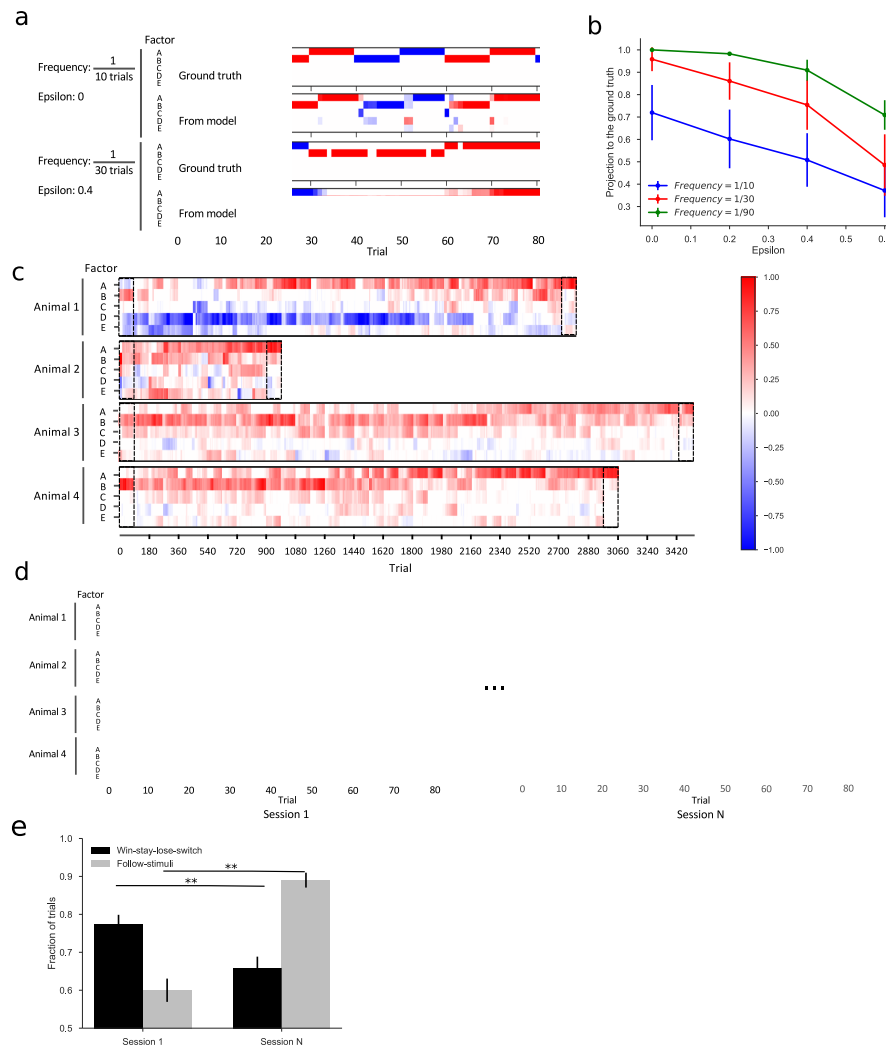 a
Factor
Frequency: 1
10 trials
Epsilon: 0
A
B
C
D
E
Ground truth
A
B
C
D
E
From model
Frequency: 1
30 trials
Epsilon: 0.4
A
B
C
D
E
Ground truth
A
B
C
D
E
From model
0 10 20 30 40 50 60 70 80
Trial
b
Projection to the ground truth
1.0
0.9
0.8
0.7
0.6
0.5
0.4
0.3
Frequency = 1/10
Frequency = 1/30
Frequency = 1/90
0.0 0.1 0.2 0.3 0.4 0.5
Epsilon
c
Factor
Animal 1
A
B
C
D
E
Animal 2
A
B
C
D
E
Animal 3
A
B
C
D
E
Animal 4
A
B
C
D
E
0 180 360 540 720 900 1080 1260 1440 1620 1800 1980 2160 2340 2520 2700 2880 3060 3240 3420
Trial
1.00
0.75
0.50
0.25
0.00
−0.25
−0.50
−0.75
−1.00
d
Factor
Animal 1
A
B
C
D
E
Animal 2
A
B
C
D
E
Animal 3
A
B
C
D
E
Animal 4
A
B
C
D
E
...
0 10 20 30 40 50 60 70 80
Trial
Session 1
0 10 20 30 40 50 60 70 80
Trial
Session N
e
Fraction of trials
1.0
0.9
0.8
0.7
0.6
0.5
Win-stay-lose-switch
Follow-stimuli
**
**
Session 1
Session N